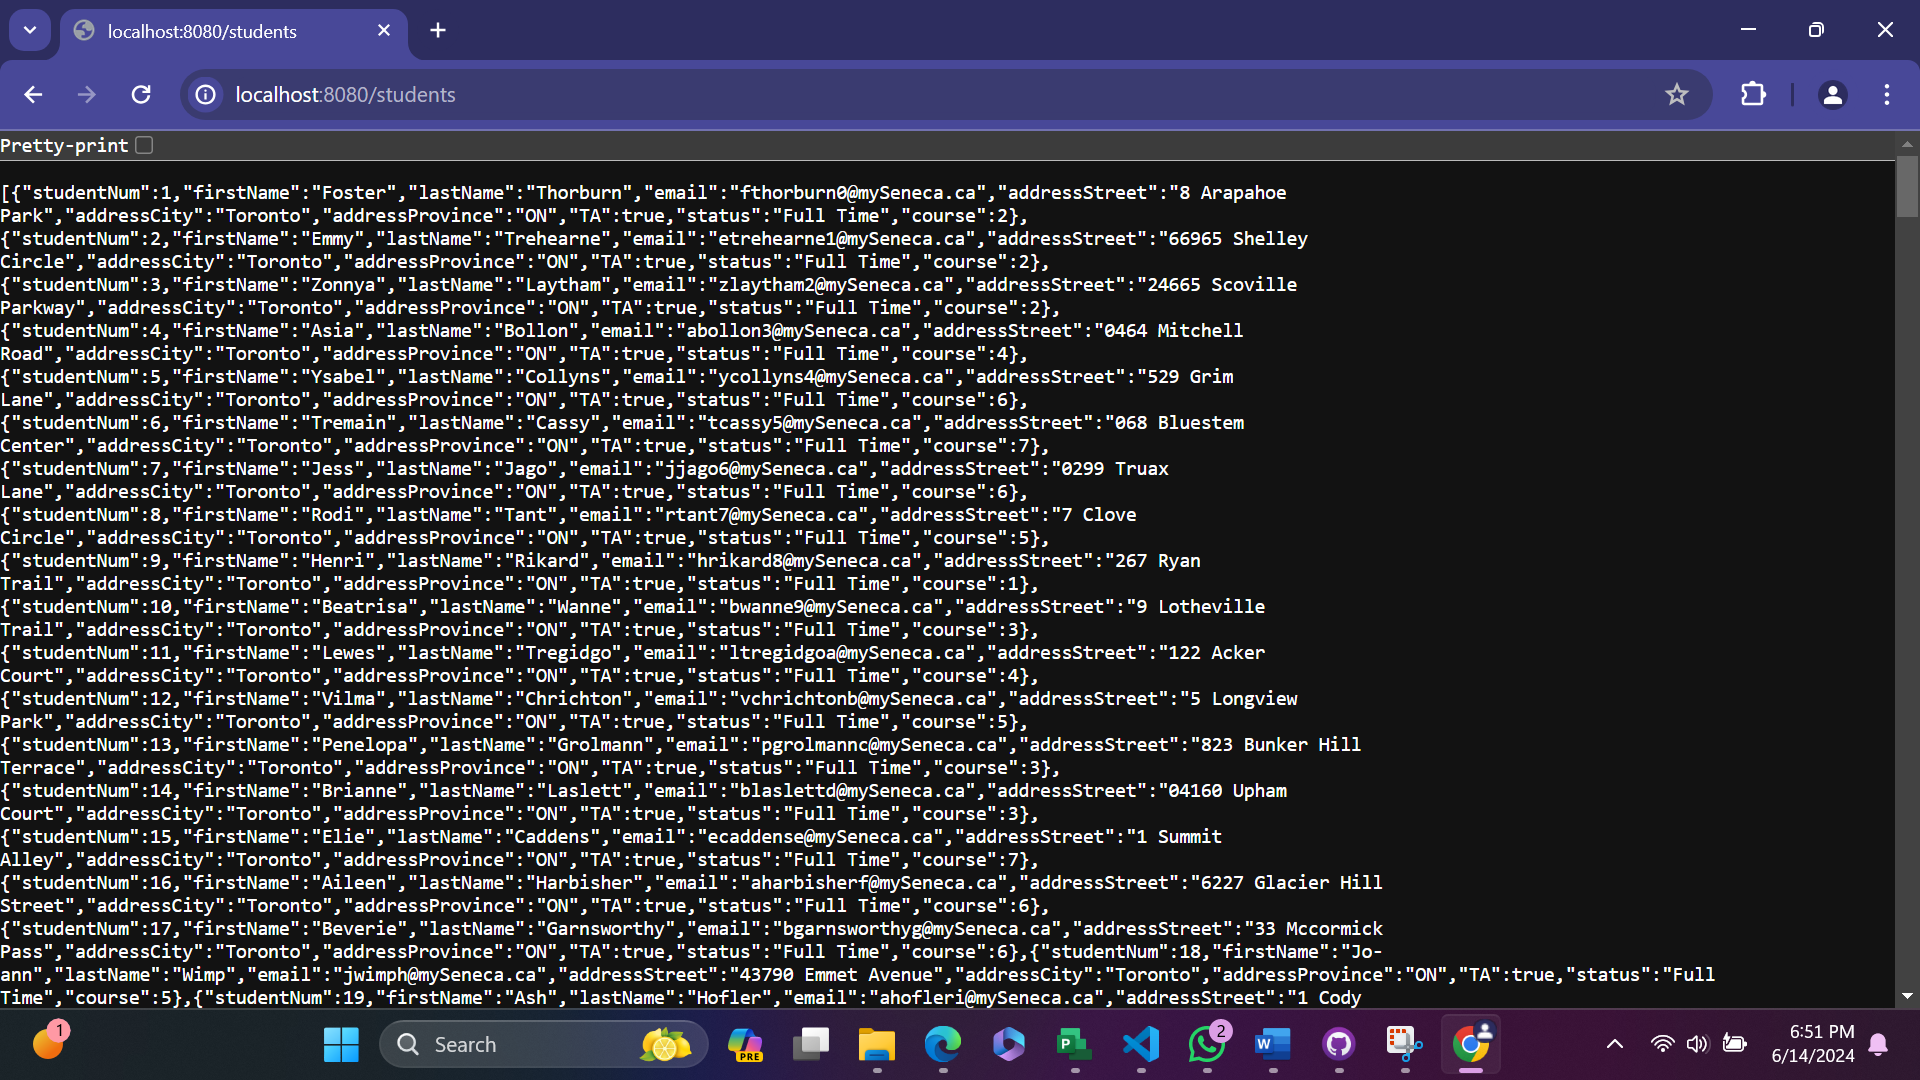 localhost:8080/students
localhost:8080/students
Pretty-print
[{"studentNum":1,"firstName":"Foster","lastName":"Thorburn","email":"fthorburn0@mySeneca.ca","addressStreet":"8 Arapahoe
Park","addressCity":"Toronto","addressProvince":"ON","TA":true,"status":"Full Time","course":2},
{"studentNum":2,"firstName":"Emmy","lastName":"Trehearne","email":"etrehearne1@mySeneca.ca","addressStreet":"66965 Shelley
Circle","addressCity":"Toronto","addressProvince":"ON","TA":true,"status":"Full Time","course":2},
{"studentNum":3,"firstName":"Zonnya","lastName":"Laytham","email":"zlaytham2@mySeneca.ca","addressStreet":"24665 Scoville
Parkway","addressCity":"Toronto","addressProvince":"ON","TA":true,"status":"Full Time","course":2},
{"studentNum":4,"firstName":"Asia","lastName":"Bollon","email":"abollon3@mySeneca.ca","addressStreet":"0464 Mitchell
Road","addressCity":"Toronto","addressProvince":"ON","TA":true,"status":"Full Time","course":4},
{"studentNum":5,"firstName":"Ysabel","lastName":"Collyns","email":"ycollyns4@mySeneca.ca","addressStreet":"529 Grim
Lane","addressCity":"Toronto","addressProvince":"ON","TA":true,"status":"Full Time","course":6},
{"studentNum":6,"firstName":"Tremain","lastName":"Cassy","email":"tcassy5@mySeneca.ca","addressStreet":"068 Bluestem
Center","addressCity":"Toronto","addressProvince":"ON","TA":true,"status":"Full Time","course":7},
{"studentNum":7,"firstName":"Jess","lastName":"Jago","email":"jjago6@mySeneca.ca","addressStreet":"0299 Truax
Lane","addressCity":"Toronto","addressProvince":"ON","TA":true,"status":"Full Time","course":6},
{"studentNum":8,"firstName":"Rodi","lastName":"Tant","email":"rtant7@mySeneca.ca","addressStreet":"7 Clove
Circle","addressCity":"Toronto","addressProvince":"ON","TA":true,"status":"Full Time","course":5},
{"studentNum":9,"firstName":"Henri","lastName":"Rikard","email":"hrikard8@mySeneca.ca","addressStreet":"267 Ryan
Trail","addressCity":"Toronto","addressProvince":"ON","TA":true,"status":"Full Time","course":1},
{"studentNum":10,"firstName":"Beatrisa","lastName":"Wanne","email":"bwanne9@mySeneca.ca","addressStreet":"9 Lotheville
Trail","addressCity":"Toronto","addressProvince":"ON","TA":true,"status":"Full Time","course":3},
{"studentNum":11,"firstName":"Lewes","lastName":"Tregidgo","email":"ltregidgoa@mySeneca.ca","addressStreet":"122 Acker
Court","addressCity":"Toronto","addressProvince":"ON","TA":true,"status":"Full Time","course":4},
{"studentNum":12,"firstName":"Vilma","lastName":"Chrichton","email":"vchrichtonb@mySeneca.ca","addressStreet":"5 Longview
Park","addressCity":"Toronto","addressProvince":"ON","TA":true,"status":"Full Time","course":5},
{"studentNum":13,"firstName":"Penelopa","lastName":"Grolmann","email":"pgrolmannc@mySeneca.ca","addressStreet":"823 Bunker Hill
Terrace","addressCity":"Toronto","addressProvince":"ON","TA":true,"status":"Full Time","course":3},
{"studentNum":14,"firstName":"Brianne","lastName":"Laslett","email":"blaslettd@mySeneca.ca","addressStreet":"04160 Upham
Court","addressCity":"Toronto","addressProvince":"ON","TA":true,"status":"Full Time","course":3},
{"studentNum":15,"firstName":"Elie","lastName":"Caddens","email":"ecaddense@mySeneca.ca","addressStreet":"1 Summit
Alley","addressCity":"Toronto","addressProvince":"ON","TA":true,"status":"Full Time","course":7},
{"studentNum":16,"firstName":"Aileen","lastName":"Harbisher","email":"aharbisherf@mySeneca.ca","addressStreet":"6227 Glacier Hill
Street","addressCity":"Toronto","addressProvince":"ON","TA":true,"status":"Full Time","course":6},
{"studentNum":17,"firstName":"Beverie","lastName":"Garnsworthy","email":"bgarnsworthyg@mySeneca.ca","addressStreet":"33 Mccormick
Pass","addressCity":"Toronto","addressProvince":"ON","TA":true,"status":"Full Time","course":6},{"studentNum":18,"firstName":"Jo-
ann","lastName":"Wimp","email":"jwimph@mySeneca.ca","addressStreet":"43790 Emmet Avenue","addressCity":"Toronto","addressProvince":"ON","TA":true,"status":"Full
Time","course":5},{"studentNum":19,"firstName":"Ash","lastName":"Hofler","email":"ahofleri@mySeneca.ca","addressStreet":"1 Cody
1
Search
PRE
P
2
W
6:51 PM
6/14/2024